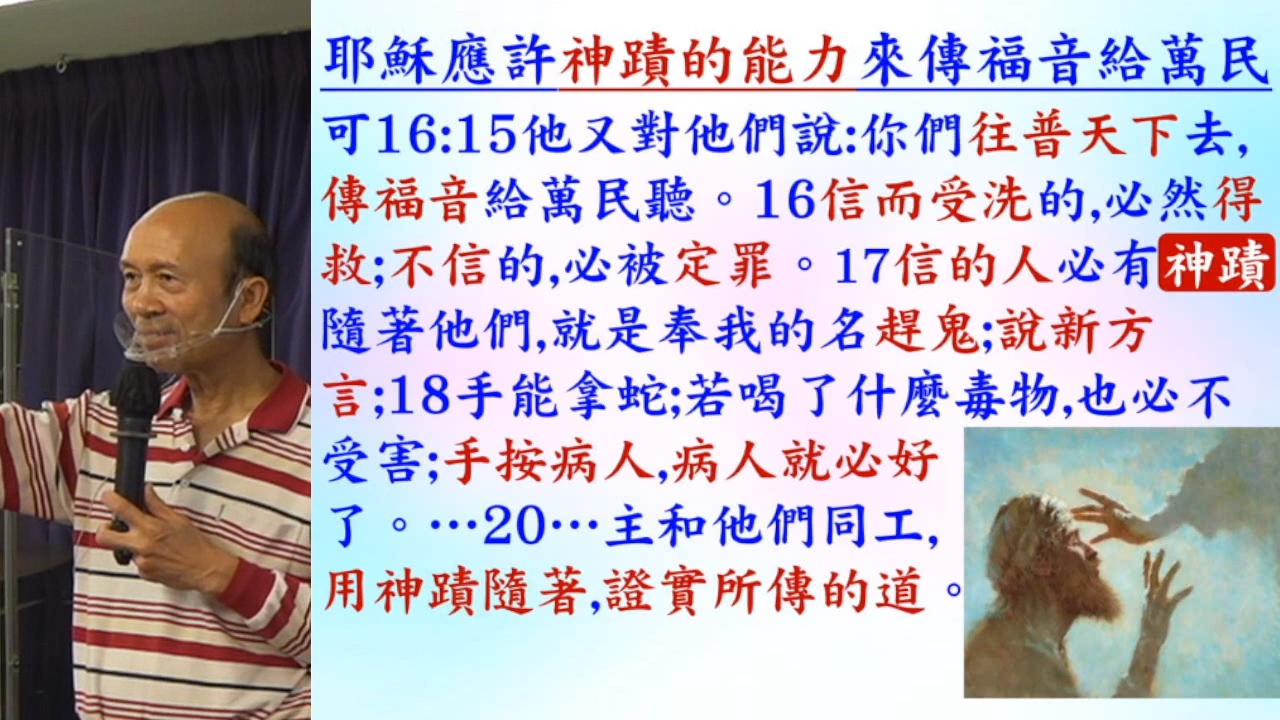 耶穌應許神蹟的能力來傳福音給萬民
可16:15他又對他們說:你們往普天下去,
傳福音給萬民聽。16信而受洗的,必然得
救;不信的,必被定罪。17信的人必有神蹟
隨著他們,就是奉我的名趕鬼;說新方
言;18手能拿蛇;若喝了什麼毒物,也必不
受害;手按病人,病人就必好
了。…20…主和他們同工,
用神蹟隨著,證實所傳的道。